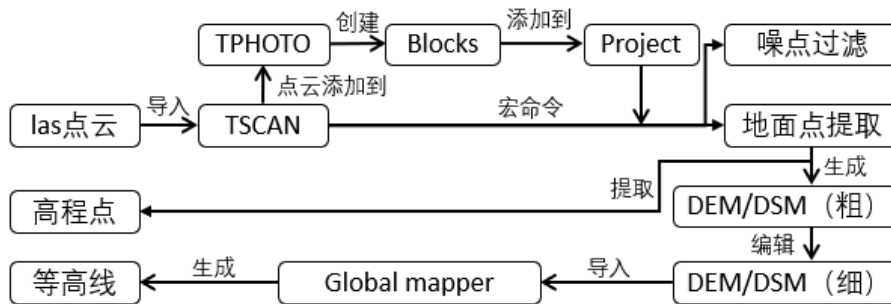 创建
添加到
TPHOTO
Blocks
Project
噪点过滤
点云添加到
导入
宏命令
las点云
TSCAN
地面点提取
生成
提取
高程点
DEM/DSM（粗）
编辑
生成
导入
等高线
Global mapper
DEM/DSM（细）